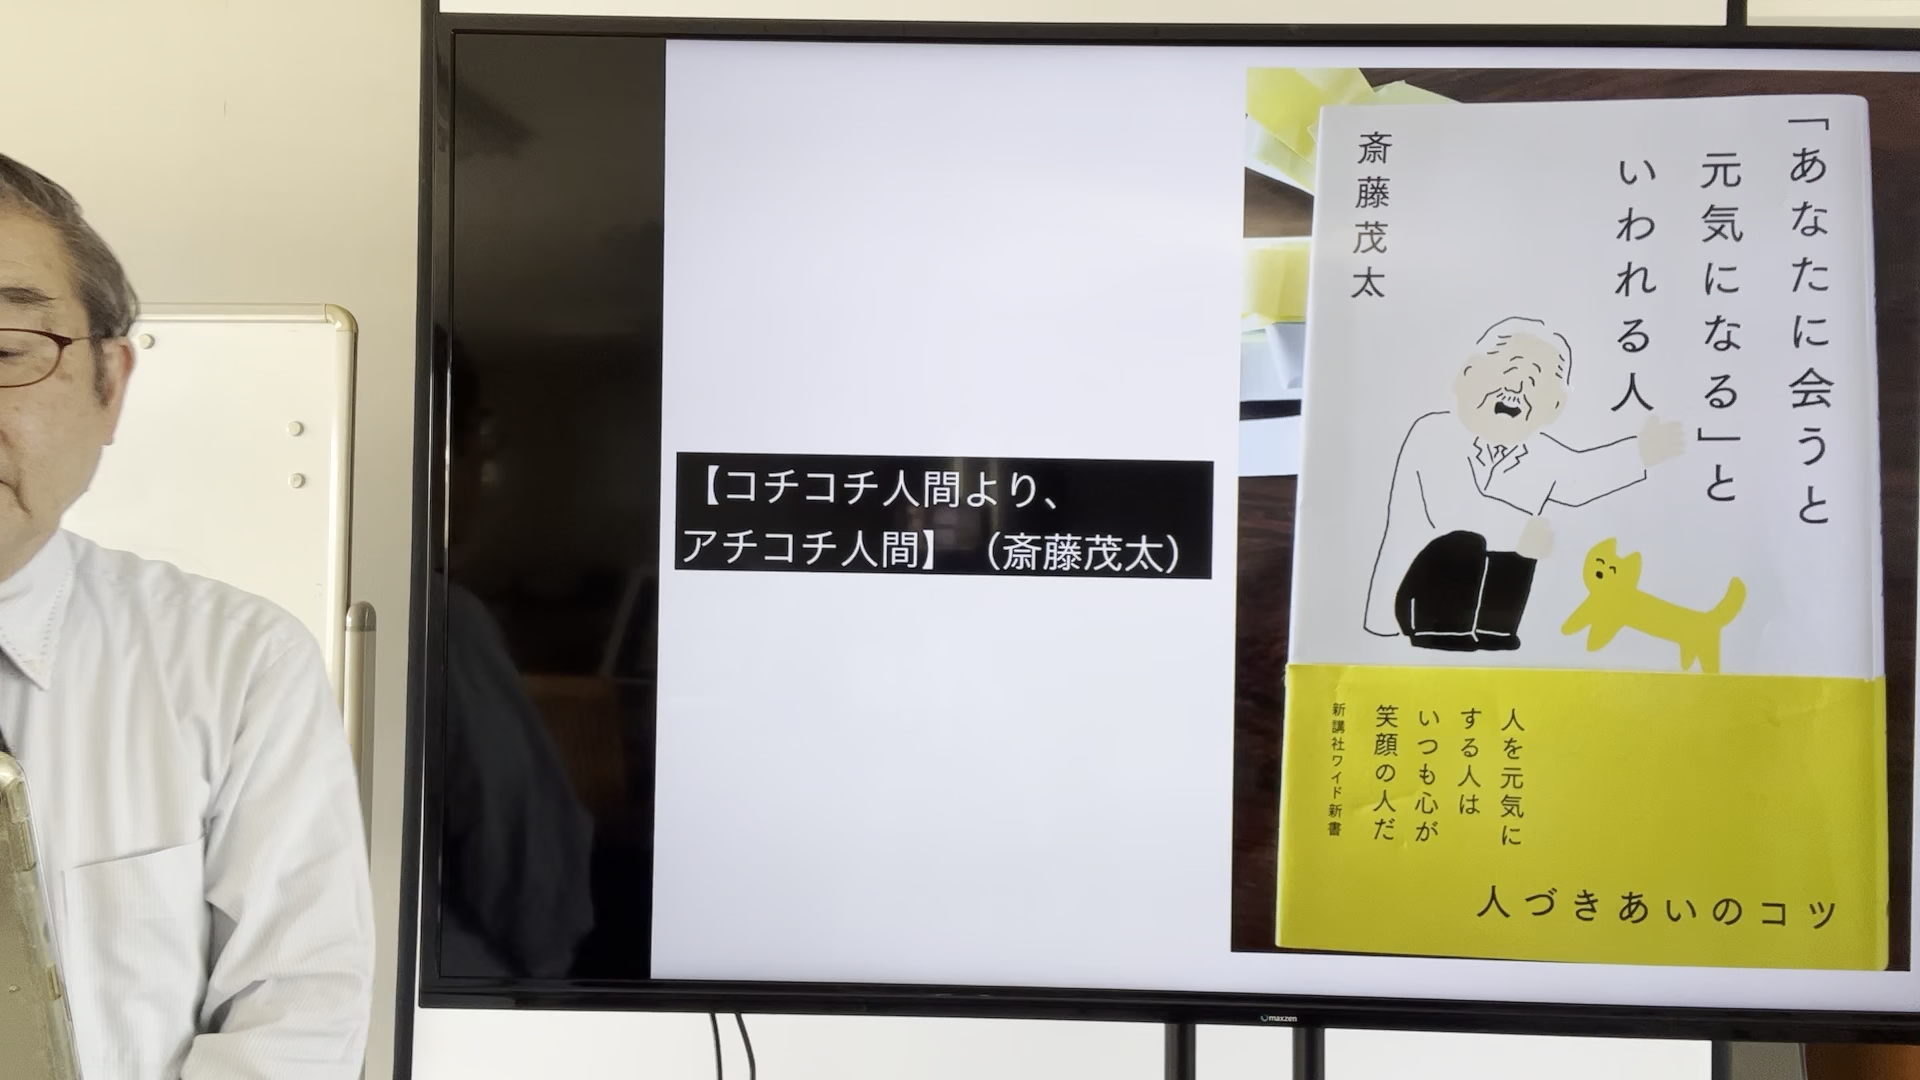 【コチコチ人間より、
アチコチ人間】（斎藤茂太）
「あなたに会うと
元気になる」と
いわれる人
斎藤茂太
人を元気に
する人は
いつも心が
笑顔の人だ
新講社ワイド新書
人づきあいのコツ
maxzen